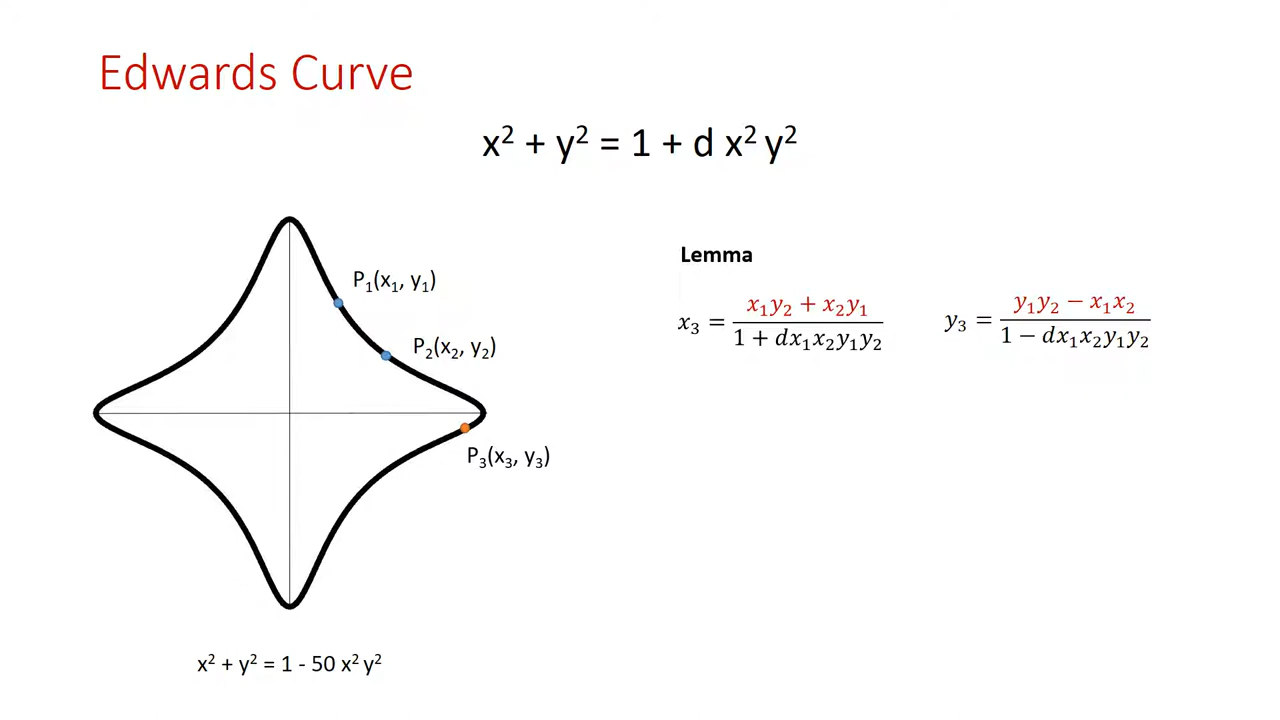 Edwards Curve
x² + y² = 1 + d x² y²
Lemma
P₁(x₁, y₁)
x₃ = (x₁y₂ + x₂y₁) / (1 + dx₁x₂y₁y₂)
y₃ = (y₁y₂ − x₁x₂) / (1 − dx₁x₂y₁y₂)
P₂(x₂, y₂)
P₃(x₃, y₃)
x² + y² = 1 - 50 x² y²